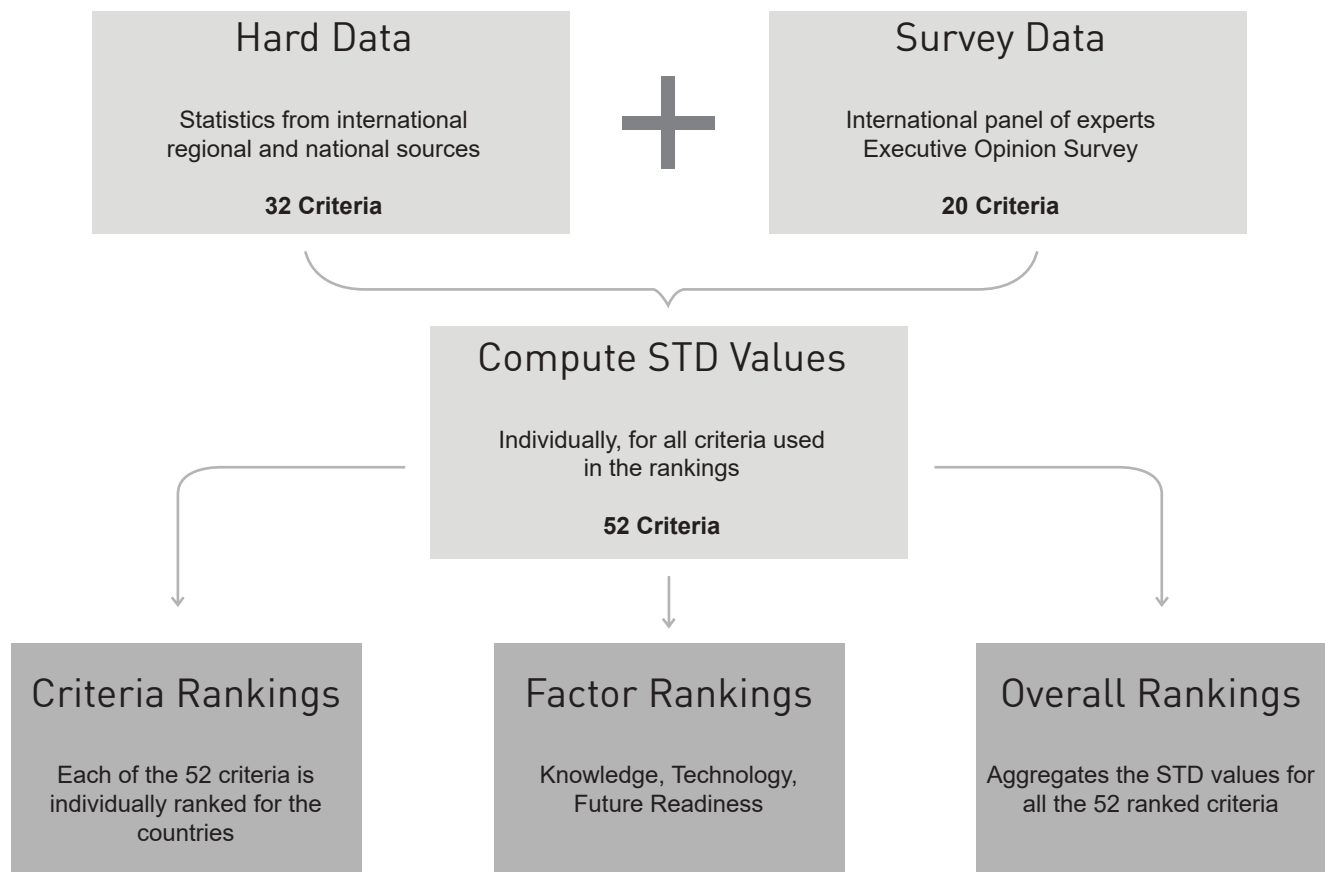 Hard Data
Statistics from international
regional and national sources
32 Criteria
Survey Data
International panel of experts
Executive Opinion Survey
20 Criteria
Compute STD Values
Individually, for all criteria used
in the rankings
52 Criteria
Criteria Rankings
Each of the 52 criteria is
individually ranked for the
countries
Factor Rankings
Knowledge, Technology,
Future Readiness
Overall Rankings
Aggregates the STD values for
all the 52 ranked criteria